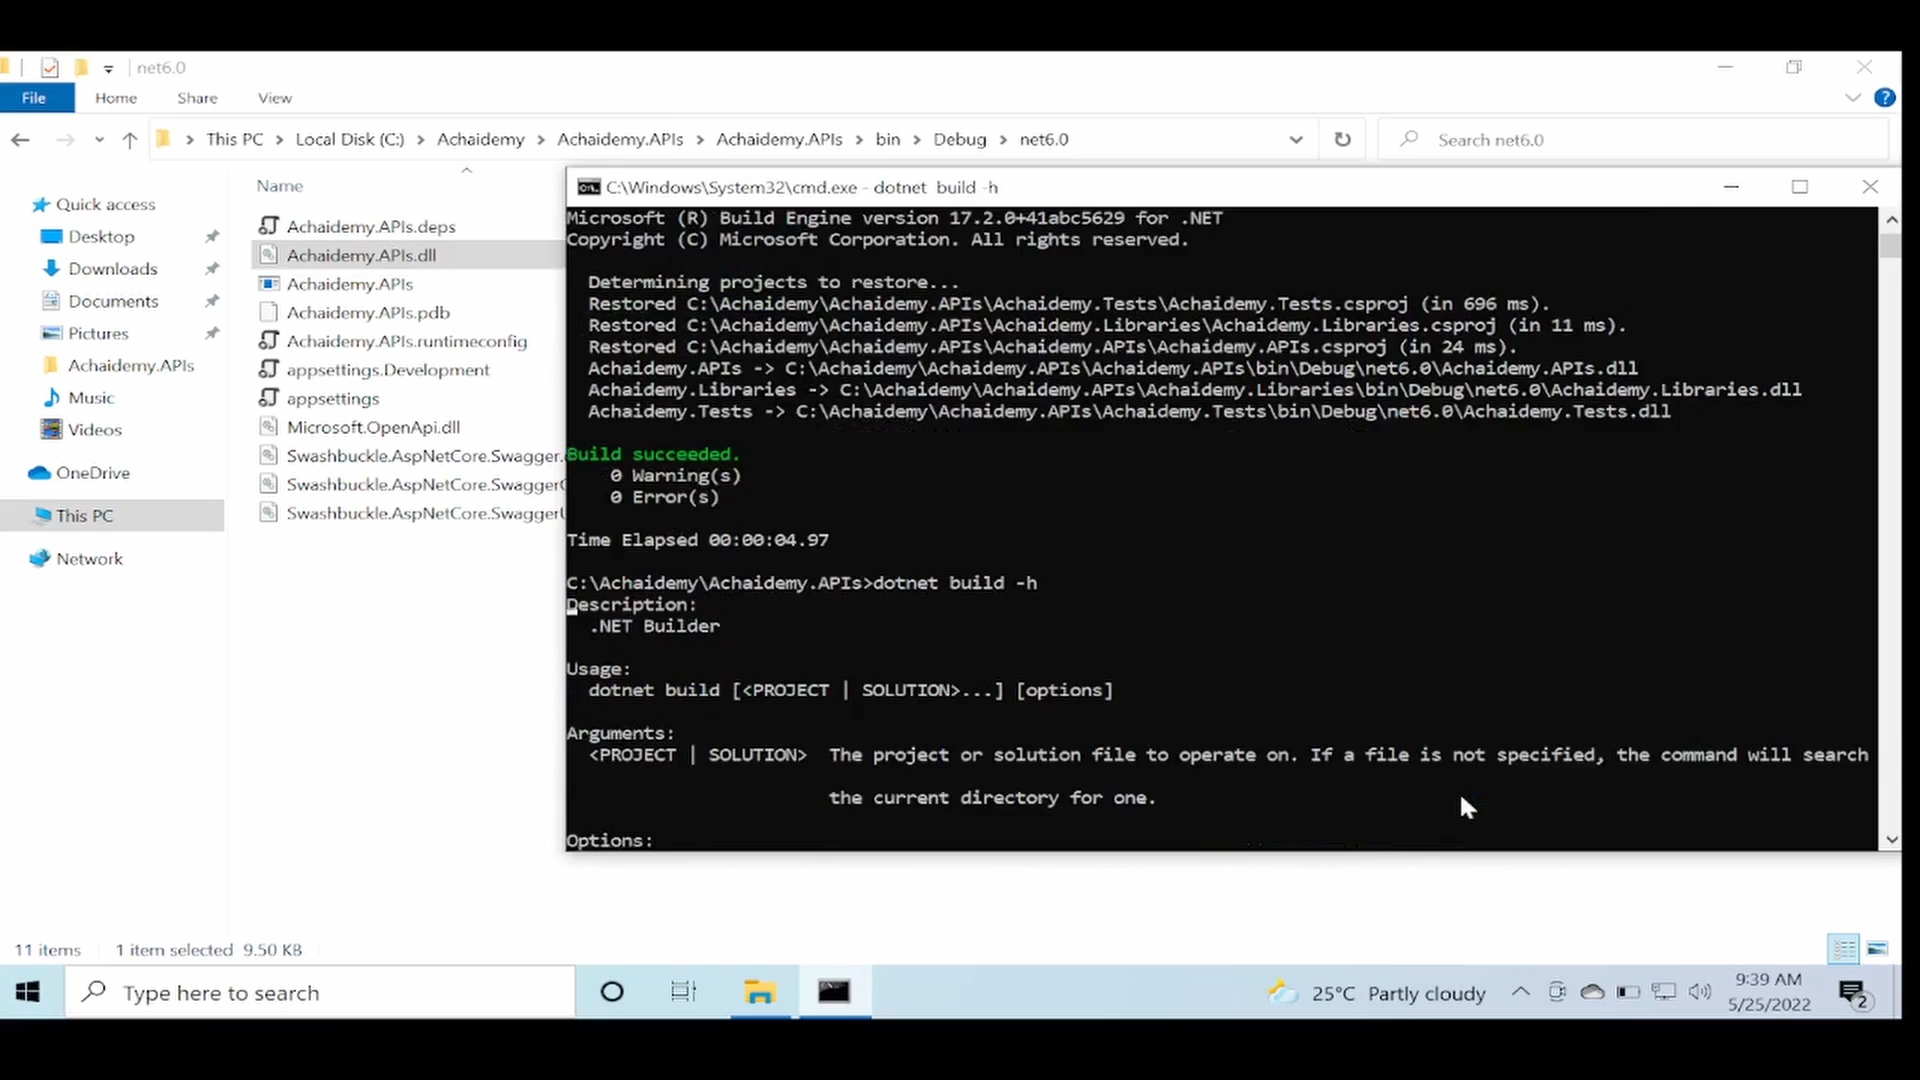 net6.0
File Home Share View
This PC Local Disk (C:) Achaidemy Achaidemy.APIs Achaidemy.APIs bin Debug net6.0
Search net6.0
Quick access
Desktop
Downloads
Documents
Pictures
Achaidemy.APIs
Music
Videos
OneDrive
This PC
Network
Name
Achaidemy.APIs.deps
Achaidemy.APIs.dll
Achaidemy.APIs
Achaidemy.APIs.pdb
Achaidemy.APIs.runtimeconfig
appsettings.Development
appsettings
Microsoft.OpenApi.dll
Swashbuckle.AspNetCore.Swagger.
Swashbuckle.AspNetCore.Swagger
Swashbuckle.AspNetCore.Swagger
C:\Windows\System32\cmd.exe - dotnet build -h
Microsoft (R) Build Engine version 17.2.0+41abc5629 for .NET
Copyright (C) Microsoft Corporation. All rights reserved.
Determining projects to restore...
Restored C:\Achaidemy\Achaidemy.APIs\Achaidemy.Tests\Achaidemy.Tests.csproj (in 696 ms).
Restored C:\Achaidemy\Achaidemy.APIs\Achaidemy.Libraries\Achaidemy.Libraries.csproj (in 11 ms).
Restored C:\Achaidemy\Achaidemy.APIs\Achaidemy.APIs\Achaidemy.APIs.csproj (in 24 ms).
Achaidemy.APIs -> C:\Achaidemy\Achaidemy.APIs\Achaidemy.APIs\bin\Debug\net6.0\Achaidemy.APIs.dll
Achaidemy.Libraries -> C:\Achaidemy\Achaidemy.APIs\Achaidemy.Libraries\bin\Debug\net6.0\Achaidemy.Libraries.dll
Achaidemy.Tests -> C:\Achaidemy\Achaidemy.APIs\Achaidemy.Tests\bin\Debug\net6.0\Achaidemy.Tests.dll
Build succeeded.
0 Warning(s)
0 Error(s)
Time Elapsed 00:00:04.97
C:\Achaidemy\Achaidemy.APIs>dotnet build -h
Description:
.NET Builder
Usage:
dotnet build [<PROJECT | SOLUTION>...] [options]
Arguments:
<PROJECT | SOLUTION> The project or solution file to operate on. If a file is not specified, the command will search
the current directory for one.
Options:
11 items 1 item selected 9.50 KB
Type here to search
25°C Partly cloudy
9:39 AM
5/25/2022
2